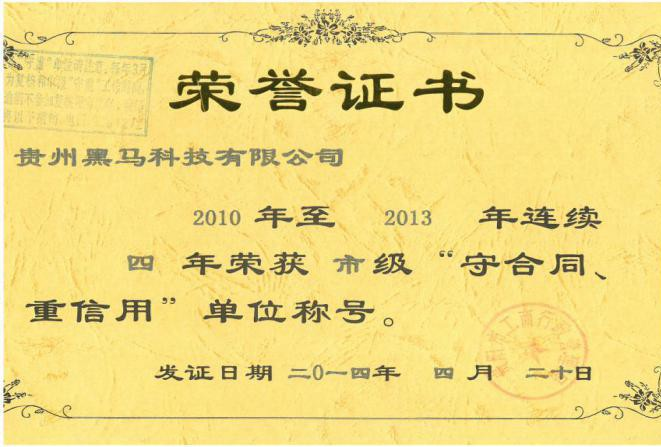 荣誉证书
贵州黑马科技有限公司
2010 年至 2013 年连续
四 年荣获 市级“守合同、
重信用”单位称号。
发证日期 二〇一四年 四 月 二十日